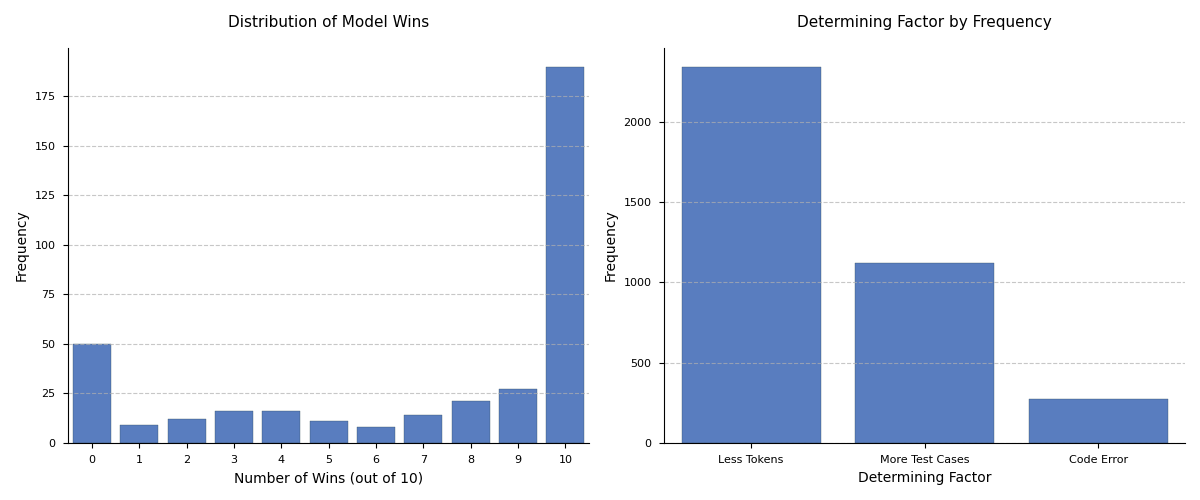 Distribution of Model Wins
Frequency
175
150
125
100
75
50
25
0
0 1 2 3 4 5 6 7 8 9 10
Number of Wins (out of 10)
Determining Factor by Frequency
Frequency
2000
1500
1000
500
0
Less Tokens More Test Cases Code Error
Determining Factor